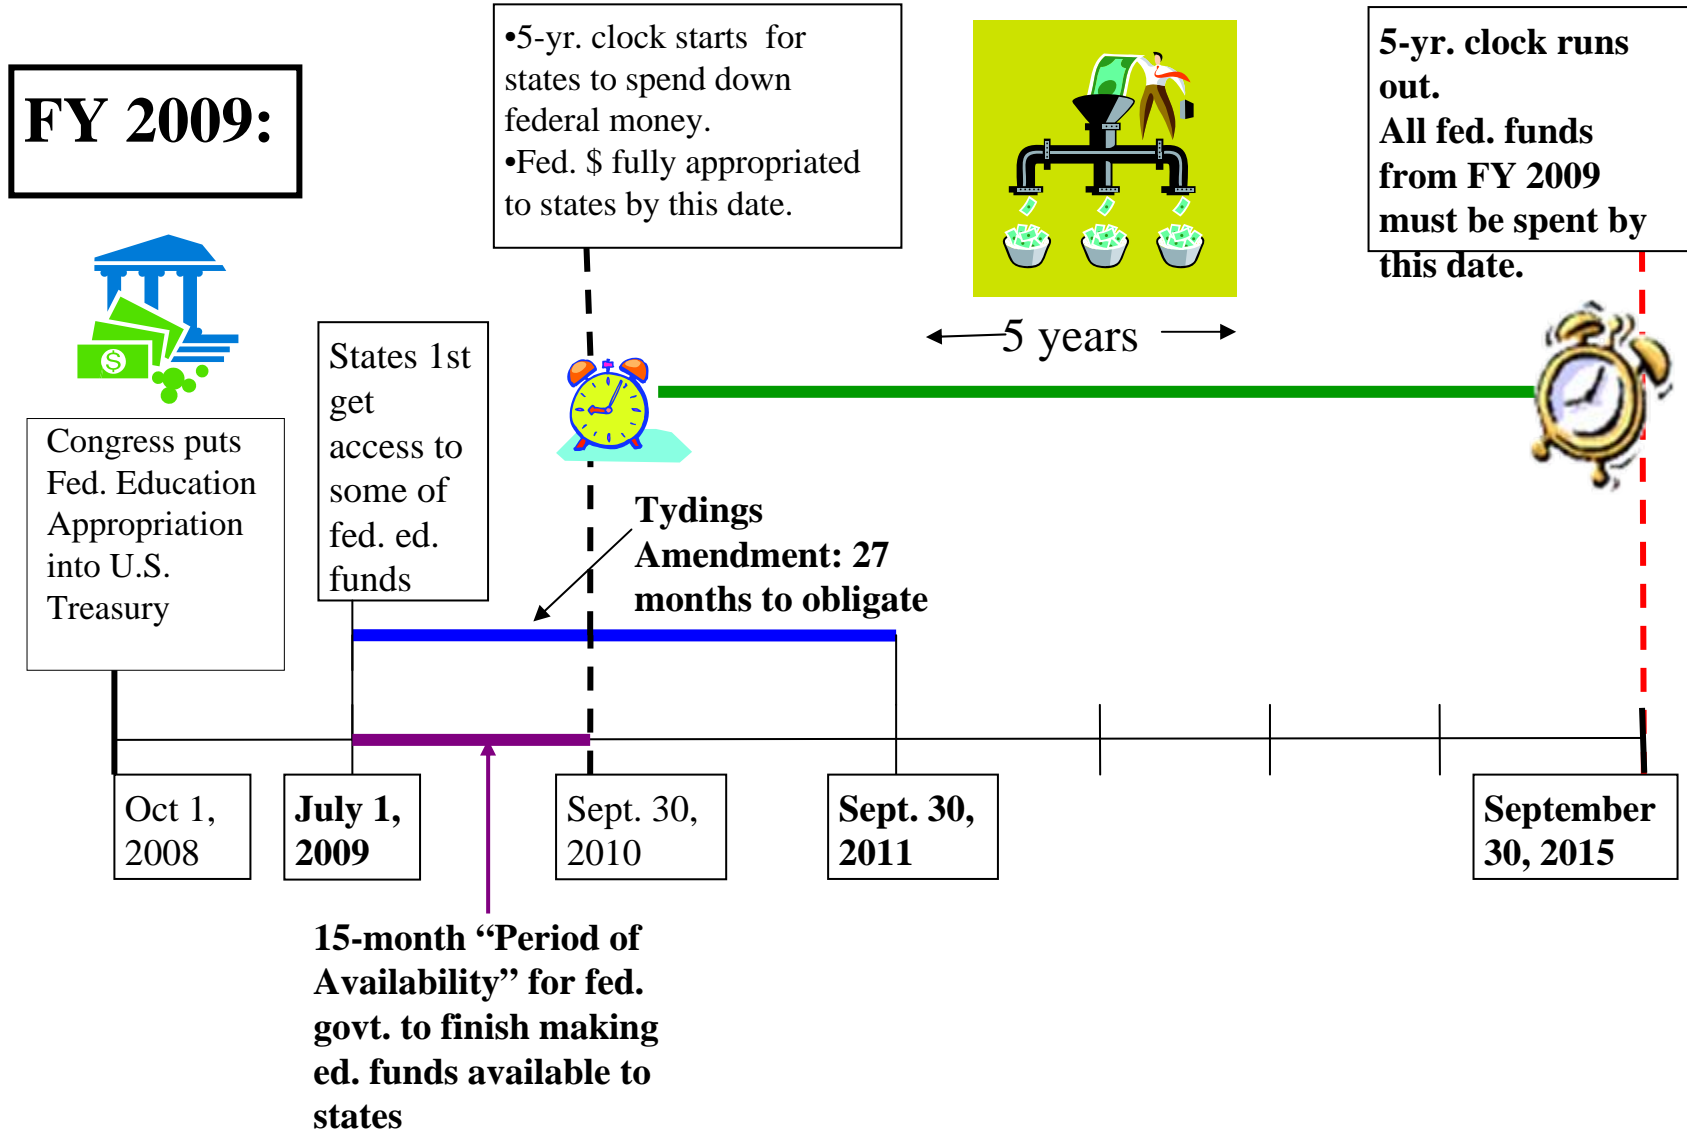 FY 2009:
•5-yr. clock starts  for
states to spend down
federal money.
•Fed. $ fully appropriated
to states by this date.
5-yr. clock runs
out.
All fed. funds
from FY 2009
must be spent by
this date.
5 years
$
Congress puts
Fed. Education
Appropriation
into U.S.
Treasury
States 1st
get
access to
some of
fed. ed.
funds
Tydings
Amendment: 27
months to obligate
Oct 1,
2008
July 1,
2009
Sept. 30,
2010
Sept. 30,
2011
September
30, 2015
15-month “Period of
Availability” for fed.
govt. to finish making
ed. funds available to
states